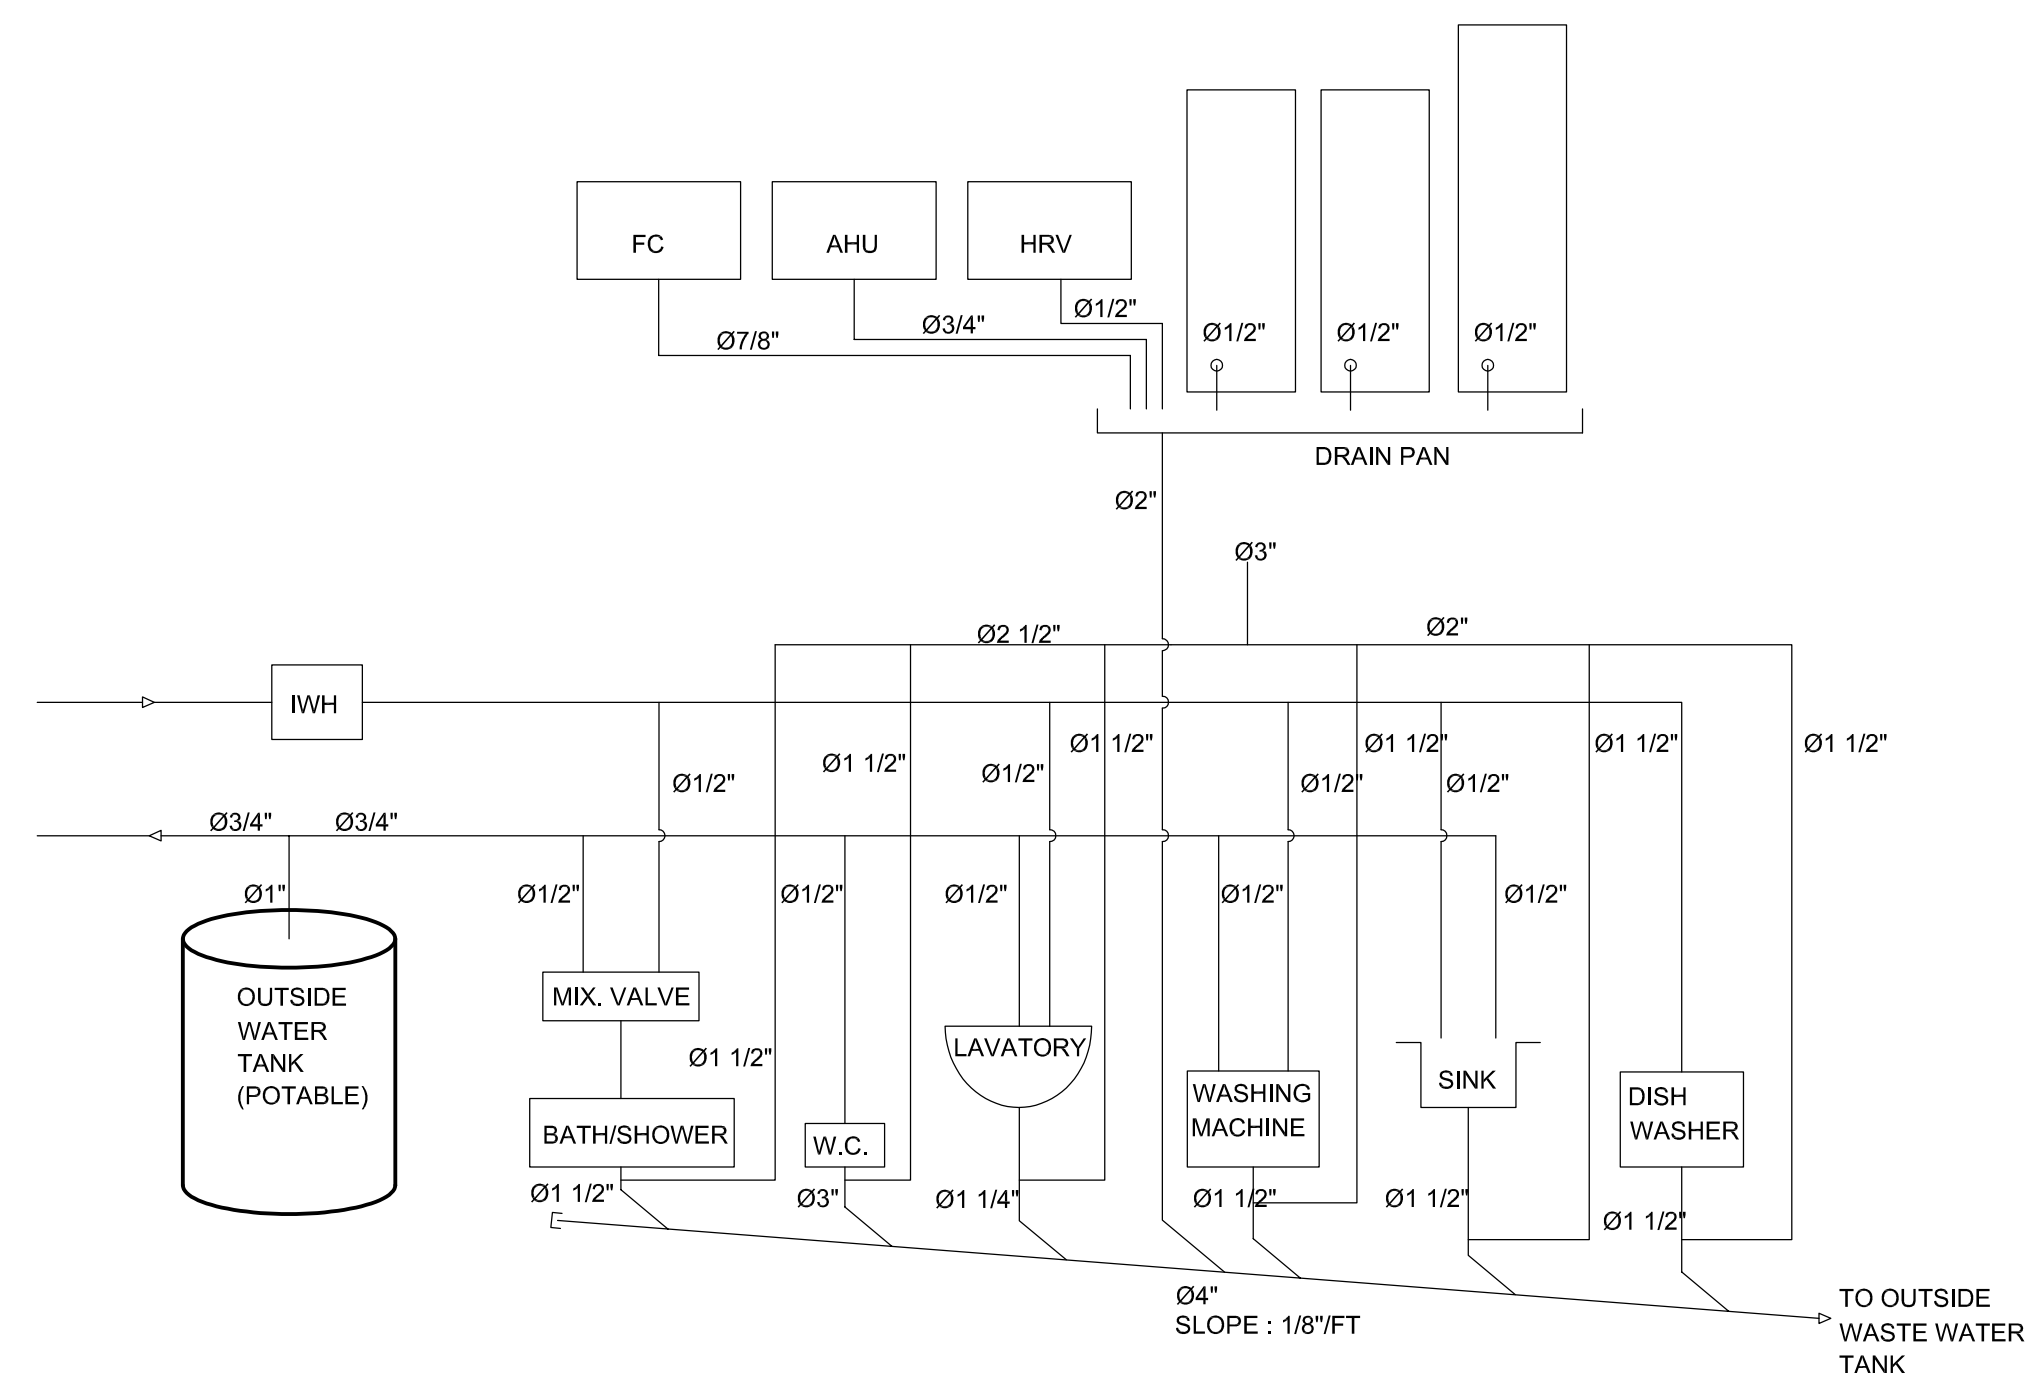 FC
AHU
HRV
Ø1/2"
Ø3/4"
Ø7/8"
Ø1/2"
Ø1/2"
Ø1/2"
DRAIN PAN
Ø2"
Ø3"
Ø2 1/2"
Ø2"
IWH
Ø1 1/2"
Ø1 1/2"
Ø1 1/2"
Ø1 1/2"
Ø1 1/2"
Ø1/2"
Ø1/2"
Ø1/2"
Ø1/2"
Ø3/4"
Ø3/4"
Ø1"
Ø1/2"
Ø1/2"
Ø1/2"
Ø1/2"
Ø1/2"
OUTSIDE
WATER
TANK
(POTABLE)
MIX. VALVE
Ø1 1/2"
LAVATORY
SINK
WASHING
MACHINE
DISH
WASHER
BATH/SHOWER
W.C.
Ø1 1/2"
Ø3"
Ø1 1/4"
Ø1 1/2"
Ø1 1/2"
Ø1 1/2"
Ø4"
SLOPE : 1/8"/FT
TO OUTSIDE
WASTE WATER
TANK